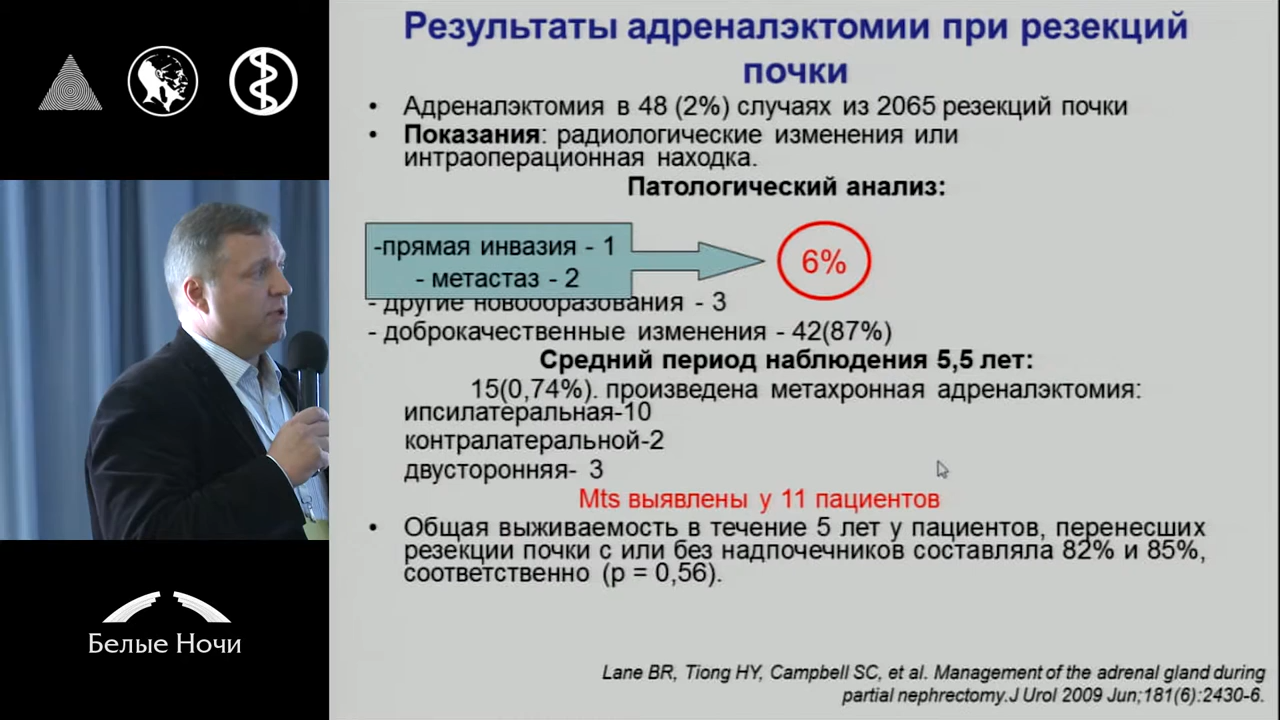 Результаты адреналэктомии при резекций
почки
• Адреналэктомия в 48 (2%) случаях из 2065 резекций почки
• Показания: радиологические изменения или
интраоперационная находка.
Патологический анализ:
-прямая инвазия - 1
- метастаз - 2
6%
- другие новообразования - 3
- доброкачественные изменения - 42(87%)
Средний период наблюдения 5,5 лет:
15(0,74%). произведена метахронная адреналэктомия:
ипсилатеральная-10
контралатеральной-2
двусторонняя- 3
Mts выявлены у 11 пациентов
• Общая выживаемость в течение 5 лет у пациентов, перенесших
резекции почки с или без надпочечников составляла 82% и 85%,
соответственно (p = 0,56).
Lane BR, Tiong HY, Campbell SC, et al. Management of the adrenal gland during
partial nephrectomy.J Urol 2009 Jun;181(6):2430-6.
Белые Ночи